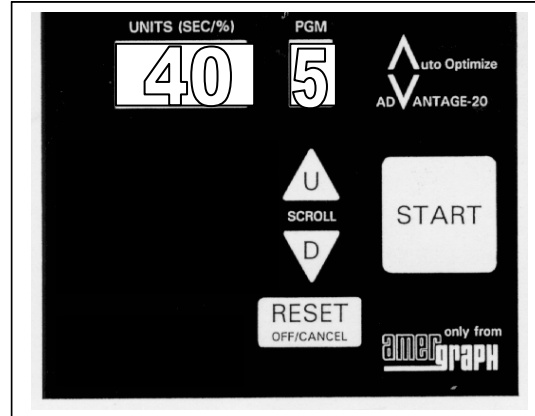 UNITS (SEC/%) PGM
40 5
Auto Optimize
ADVANTAGE-20
U
SCROLL
D
START
RESET
OFF/CANCEL
only from
amergraph